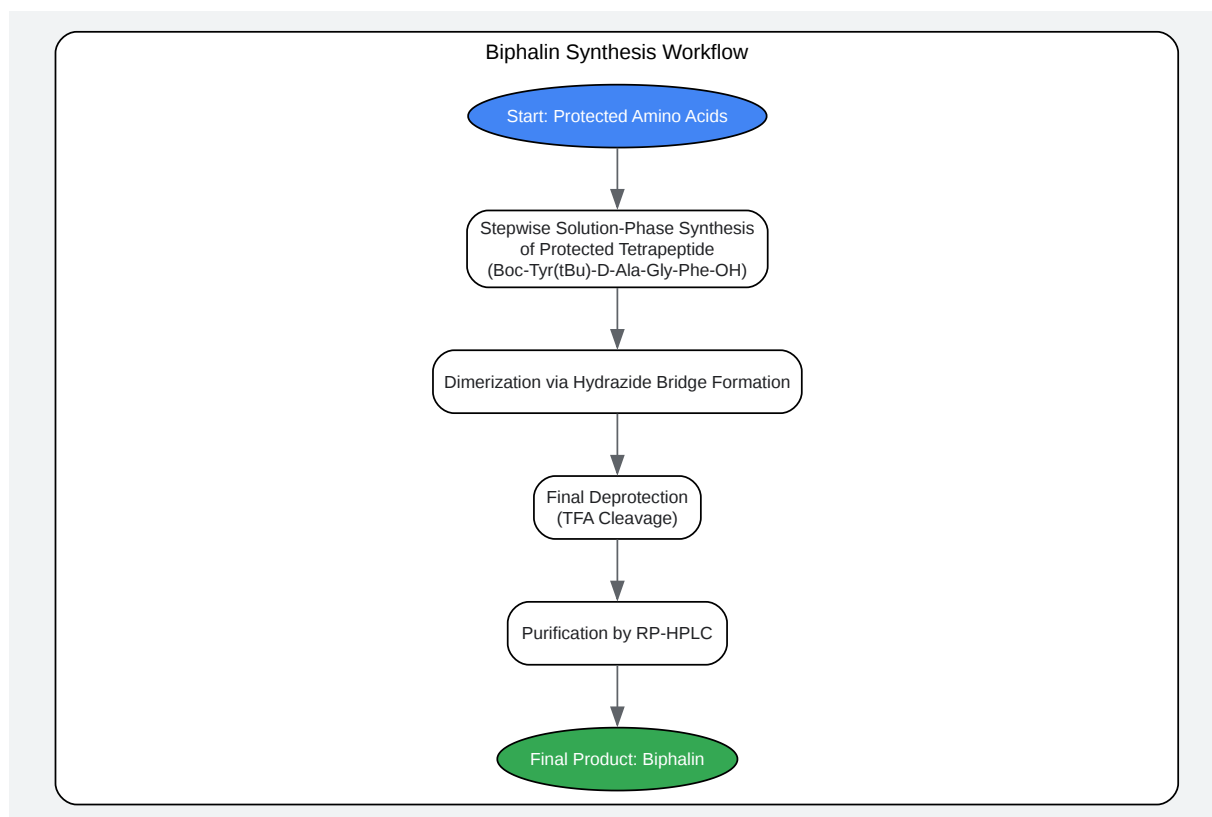 Biphalin Synthesis Workflow
Start: Protected Amino Acids
Stepwise Solution-Phase Synthesis
of Protected Tetrapeptide
(Boc-Tyr(tBu)-D-Ala-Gly-Phe-OH)
Dimerization via Hydrazide Bridge Formation
Final Deprotection
(TFA Cleavage)
Purification by RP-HPLC
Final Product: Biphalin